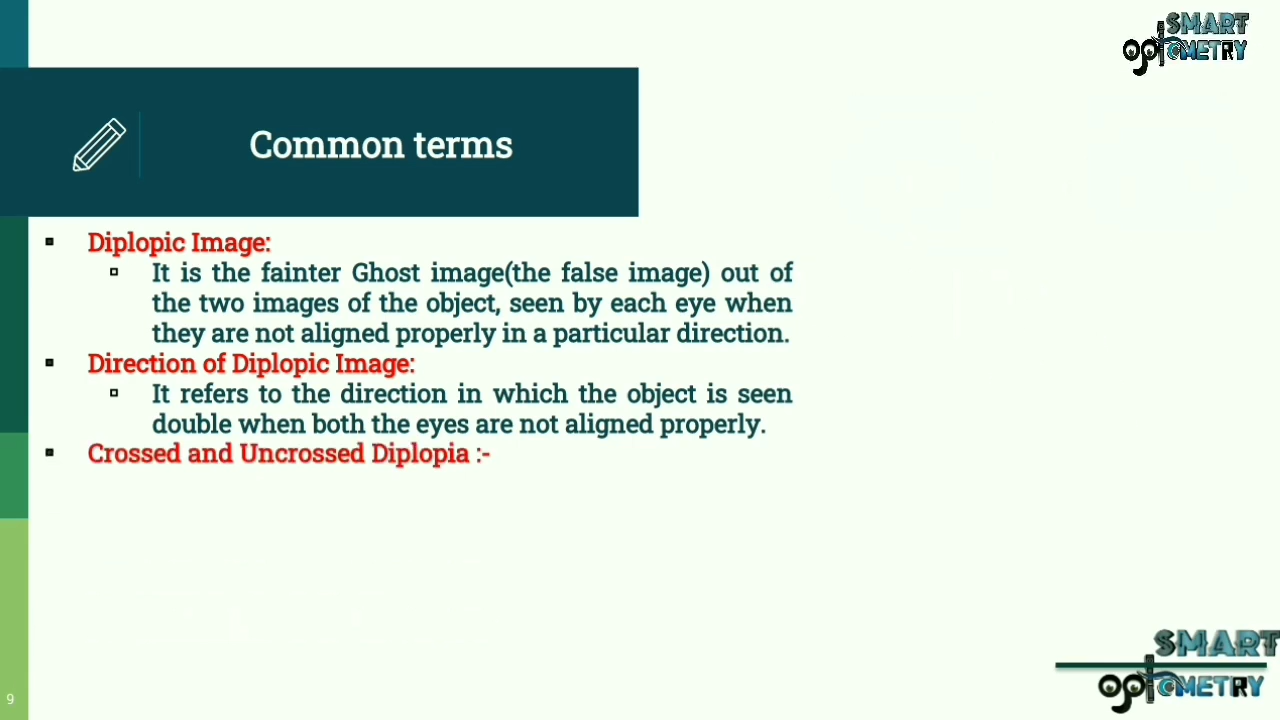 SMART
OPTOMETRY
Common terms
Diplopic Image:
It is the fainter Ghost image(the false image) out of
the two images of the object, seen by each eye when
they are not aligned properly in a particular direction.
Direction of Diplopic Image:
It refers to the direction in which the object is seen
double when both the eyes are not aligned properly.
Crossed and Uncrossed Diplopia :-
SMART
OPTOMETRY
9